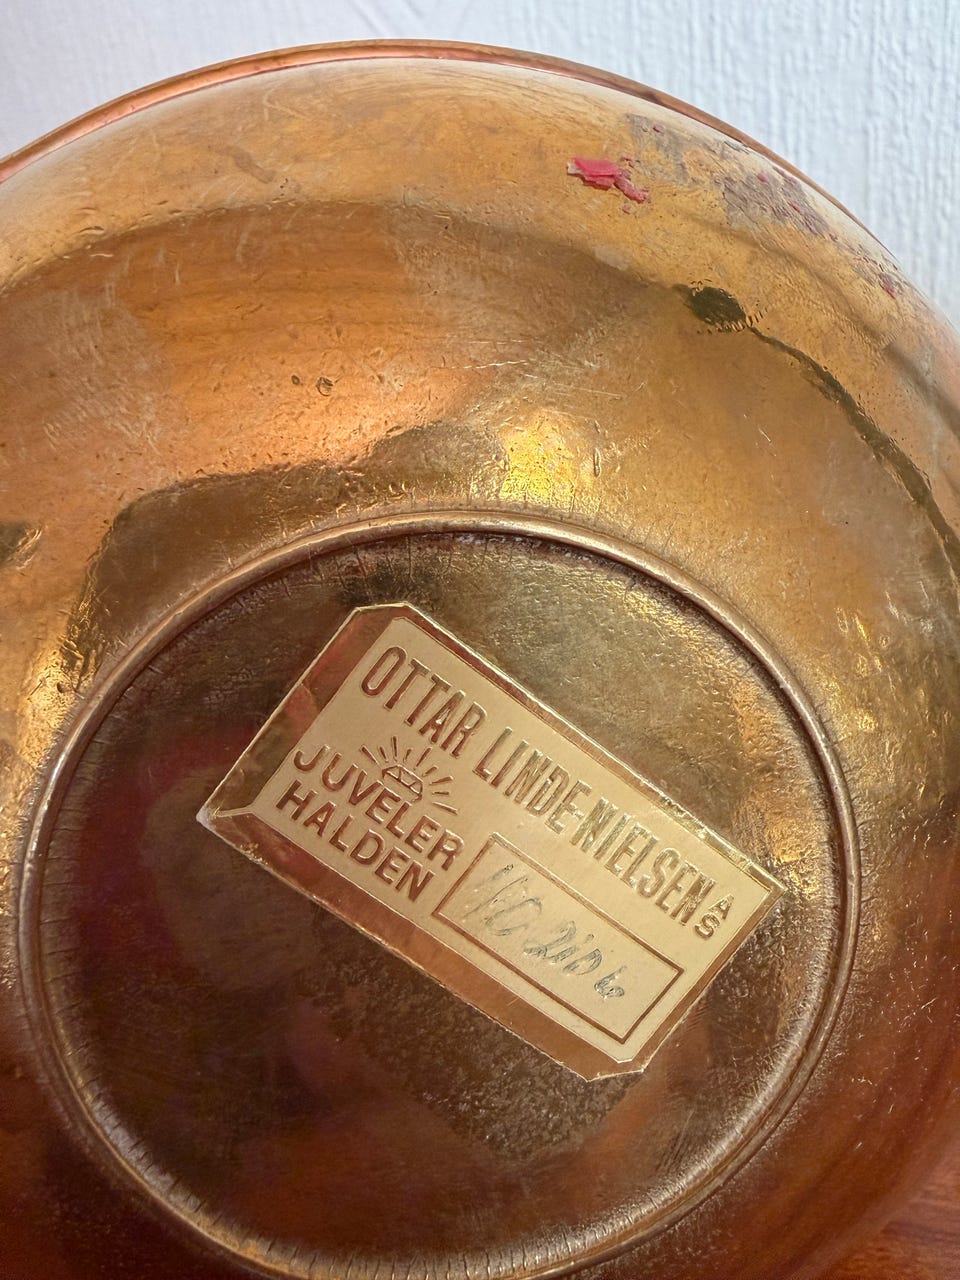 OTTAR LINDE-NIELSEN A/S
JUVELER
HALDEN